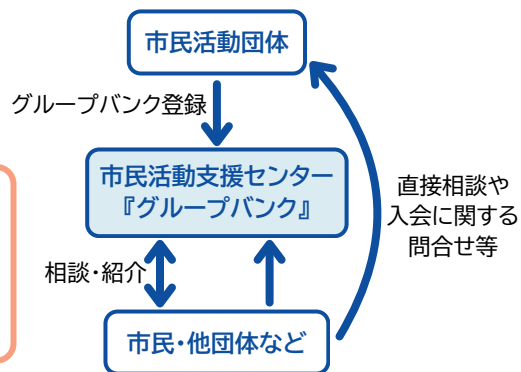 市民活動団体
グループバンク登録
市民活動支援センター
『グループバンク』
直接相談や
入会に関する
問合せ等
相談・紹介
市民・他団体など